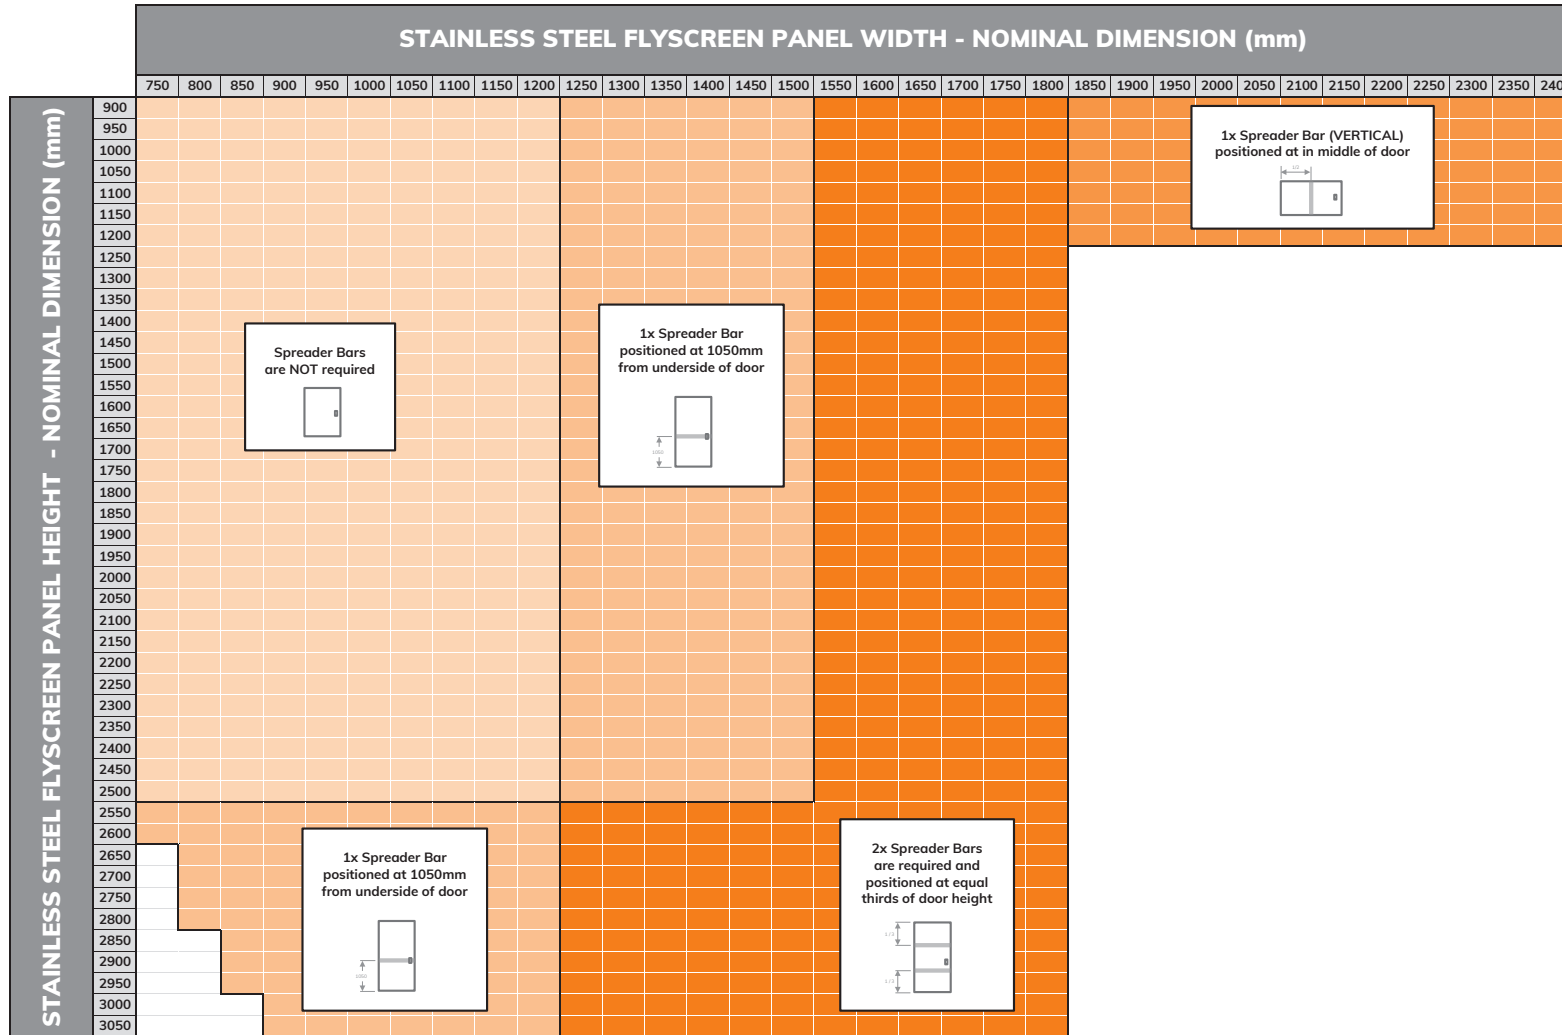 STAINLESS STEEL FLYSCREEN PANEL WIDTH - NOMINAL DIMENSION (mm)
750 800 850 900 950 1000 1050 1100 1150 1200 1250 1300 1350 1400 1450 1500 1550 1600 1650 1700 1750 1800 1850 1900 1950 2000 2050 2100 2150 2200 2250 2300 2350 240
STAINLESS STEEL FLYSCREEN PANEL HEIGHT - NOMINAL DIMENSION (mm)
900
950
1000
1050
1100
1150
1200
1250
1300
1350
1400
1450
1500
1550
1600
1650
1700
1750
1800
1850
1900
1950
2000
2050
2100
2150
2200
2250
2300
2350
2400
2450
2500
2550
2600
2650
2700
2750
2800
2850
2900
2950
3000
3050
1x Spreader Bar (VERTICAL)
positioned at in middle of door
Spreader Bars
are NOT required
1x Spreader Bar
positioned at 1050mm
from underside of door
1050
1x Spreader Bar
positioned at 1050mm
from underside of door
1050
2x Spreader Bars
are required and
positioned at equal
thirds of door height